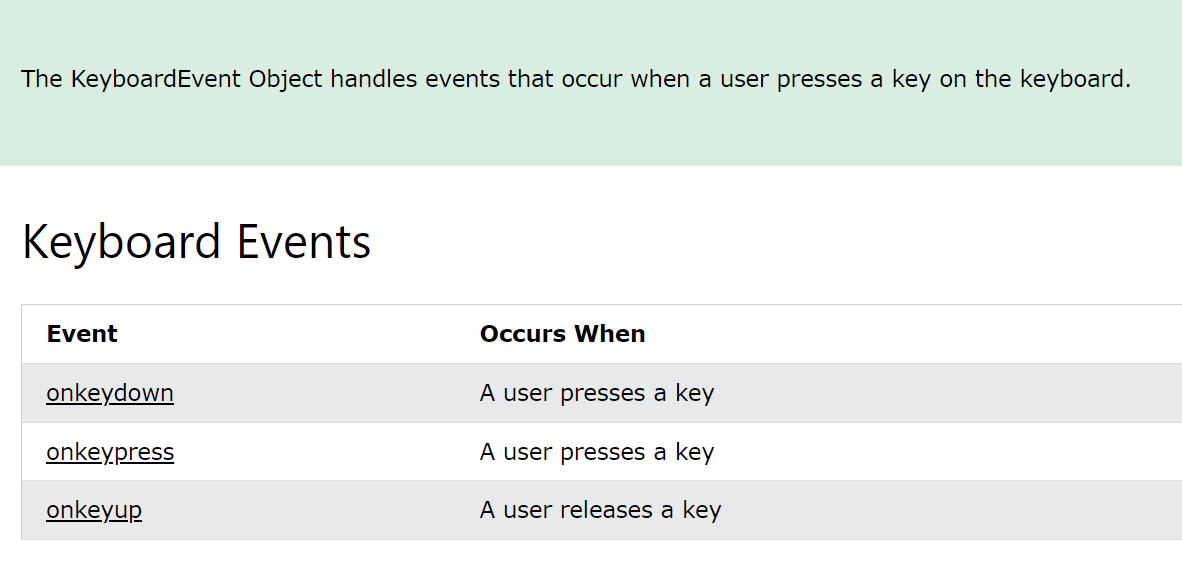 The KeyboardEvent Object handles events that occur when a user presses a key on the keyboard.
Keyboard Events
Event Occurs When
onkeydown A user presses a key
onkeypress A user presses a key
onkeyup A user releases a key